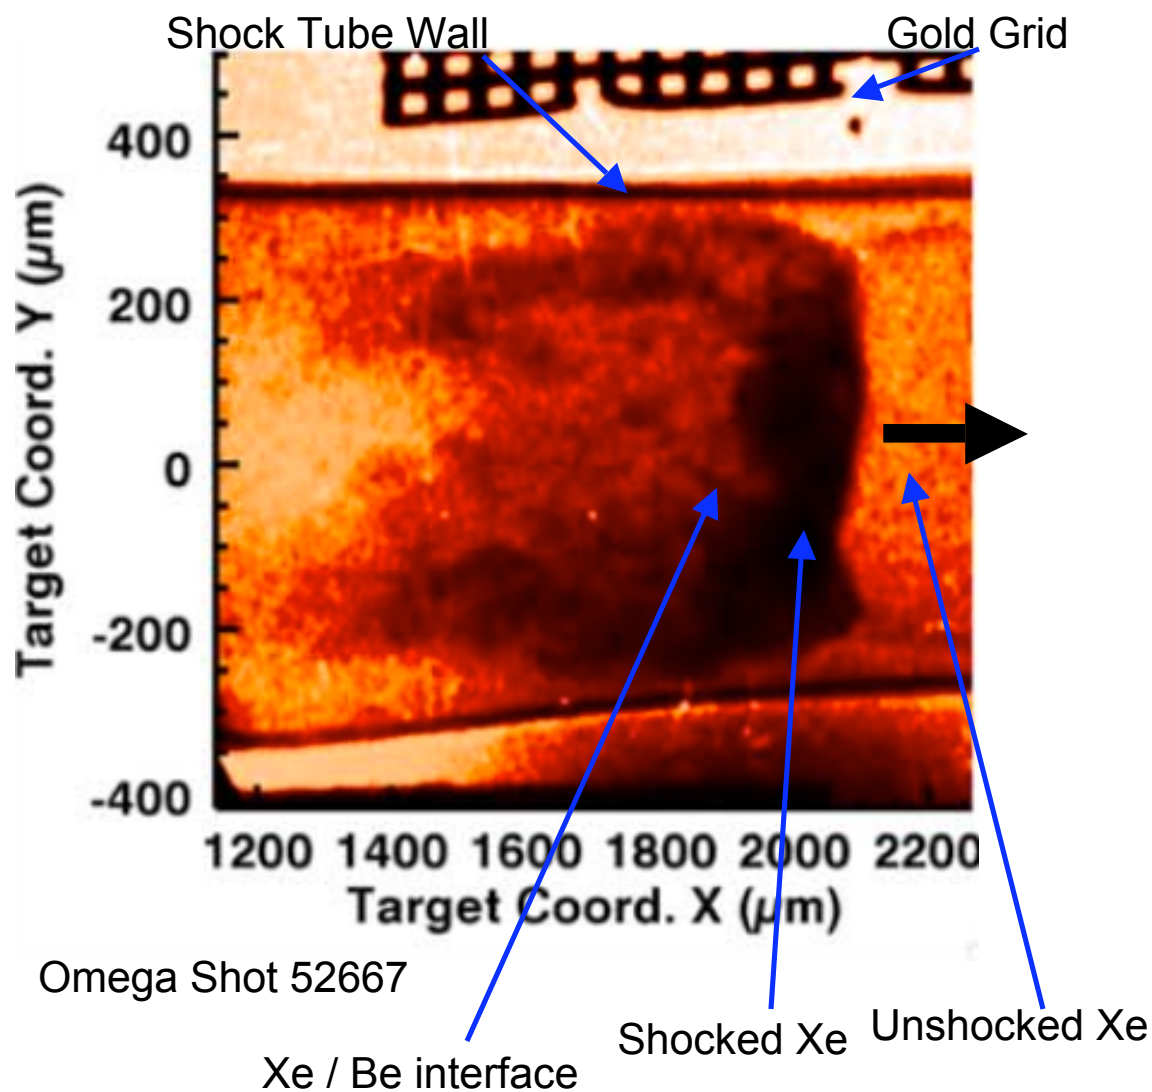 Shock Tube Wall
Gold Grid
Target Coord. Y (µm)
400
200
0
-200
-400
1200 1400 1600 1800 2000 2200
Target Coord. X (µm)
Omega Shot 52667
Xe / Be interface
Shocked Xe
Unshocked Xe